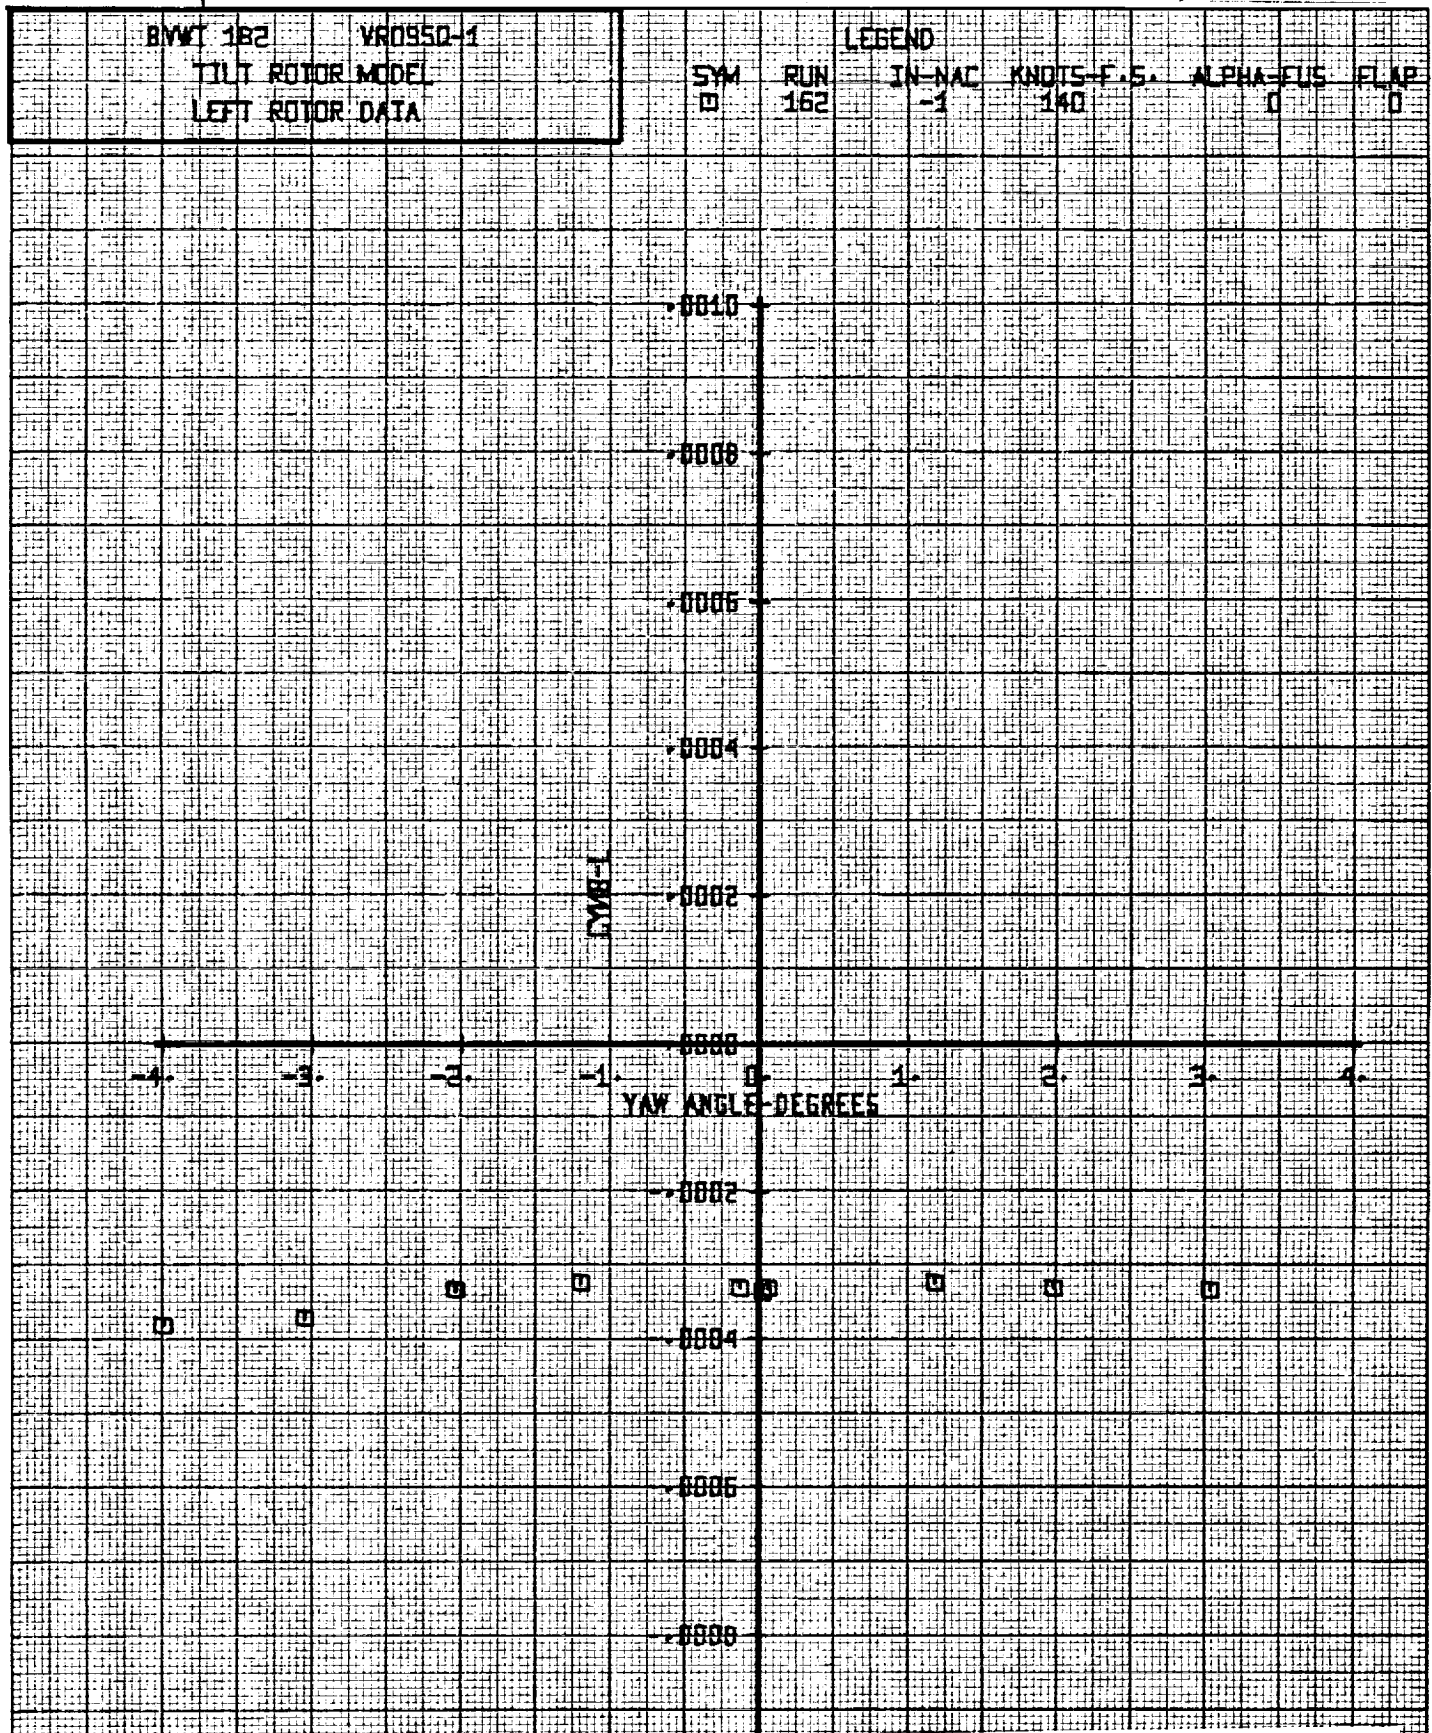 BVWT 182 VR095Q-1
TILT ROTOR MODEL
LEFT ROTOR DATA
LEGEND
SYM RUN IN-NAC KNOTS-F.S. ALPHA-FUS FLAP
162 -1 140 0 0
.0010
.0008
.0006
.0004
CYMB-L
.0002
.0000
-4. -3. -2. -1. 0. 1. 2. 3. 4.
YAW ANGLE-DEGREES
-.0002
-.0004
-.0006
-.0008